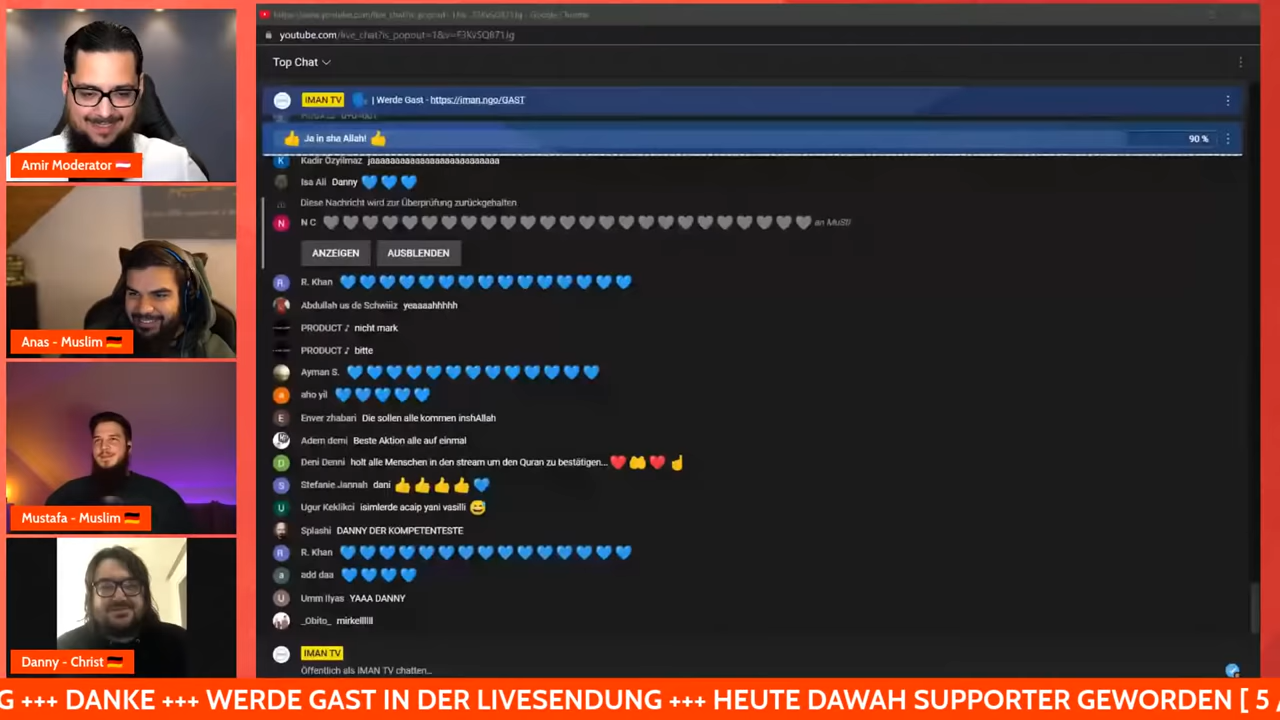 youtube.com/live_chat?is_popout=1&v=F3KvSQ871Jg
Top Chat
IMAN TV | Werde Gast - https://iman.ngo/GAST
Ja in sha Allah! 90 %
Kadir Özyilmaz jaaaaaaaaaaaaaaaaaaaaaaaaaa
Isa Ali Danny 💙 💙 💙
Diese Nachricht wird zur Überprüfung zurückgehalten
N N C an MuSti
ANZEIGEN AUSBLENDEN
R. R. Khan
Abdullah us de Schwiiiz yeaaaahhhhh
PRODUCT ♪ nicht mark
PRODUCT ♪ bitte
Ayman S.
a aho yil
E Enver zhabari Die sollen alle kommen inshAllah
Adem demi Beste Aktion alle auf einmal
D Deni Denni holt alle Menschen in den stream um den Quran zu bestätigen...
S Stefanie Jannah dani
U Ugur Keklikci isimlerde acaip yani vasilli
Splashi DANNY DER KOMPETENTESTE
R. R. Khan
a add daa
U Umm Ilyas YAAA DANNY
_Obito_ mirkellllll
IMAN TV
Öffentlich als IMAN TV chatten...
Amir Moderator
Anas - Muslim
Mustafa - Muslim
Danny - Christ
G +++ DANKE +++ WERDE GAST IN DER LIVESENDUNG +++ HEUTE DAWAH SUPPORTER GEWORDEN [ 5 /